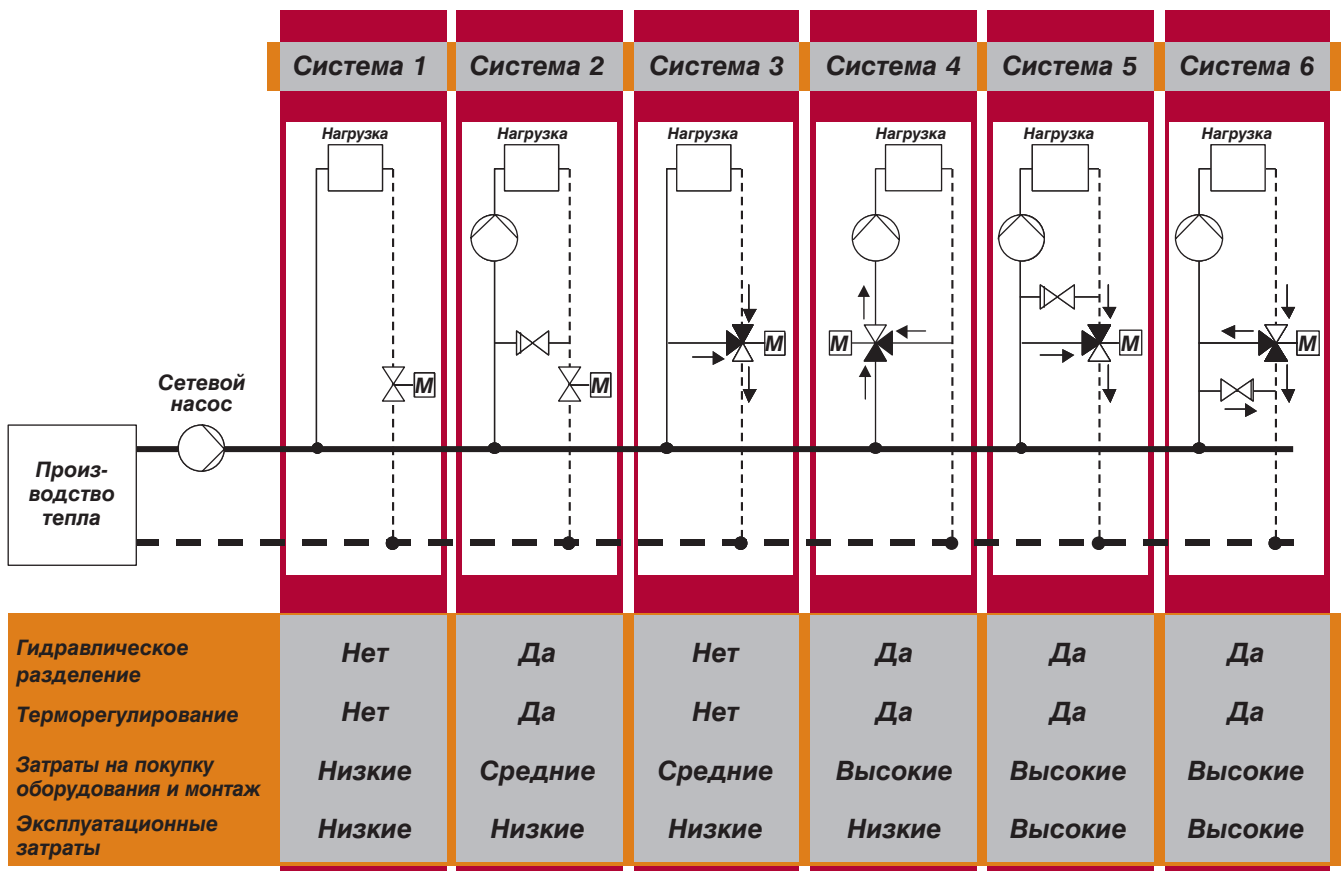 Система 1 Система 2 Система 3 Система 4 Система 5 Система 6
Нагрузка Нагрузка Нагрузка Нагрузка Нагрузка Нагрузка
M M M M
M M
Сетевой
насос
Произ-
водство
тепла
Гидравлическое
разделение
Нет Да Нет Да Да Да
Терморегулирование Нет Да Нет Да Да Да
Затраты на покупку
оборудования и монтаж
Низкие Средние Средние Высокие Высокие Высокие
Эксплуатационные
затраты
Низкие Низкие Низкие Низкие Высокие Высокие